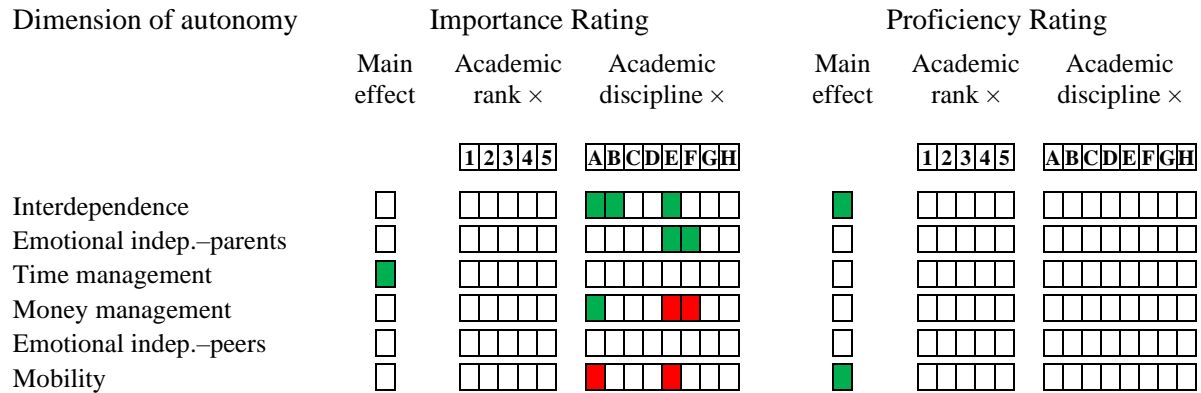 Dimension of autonomy Importance Rating Proficiency Rating
Main Academic Academic Main Academic Academic
effect rank × discipline × effect rank × discipline ×
1 2 3 4 5 A B C D E F G H 1 2 3 4 5 A B C D E F G H
Interdependence
Emotional indep.–parents
Time management
Money management
Emotional indep.–peers
Mobility